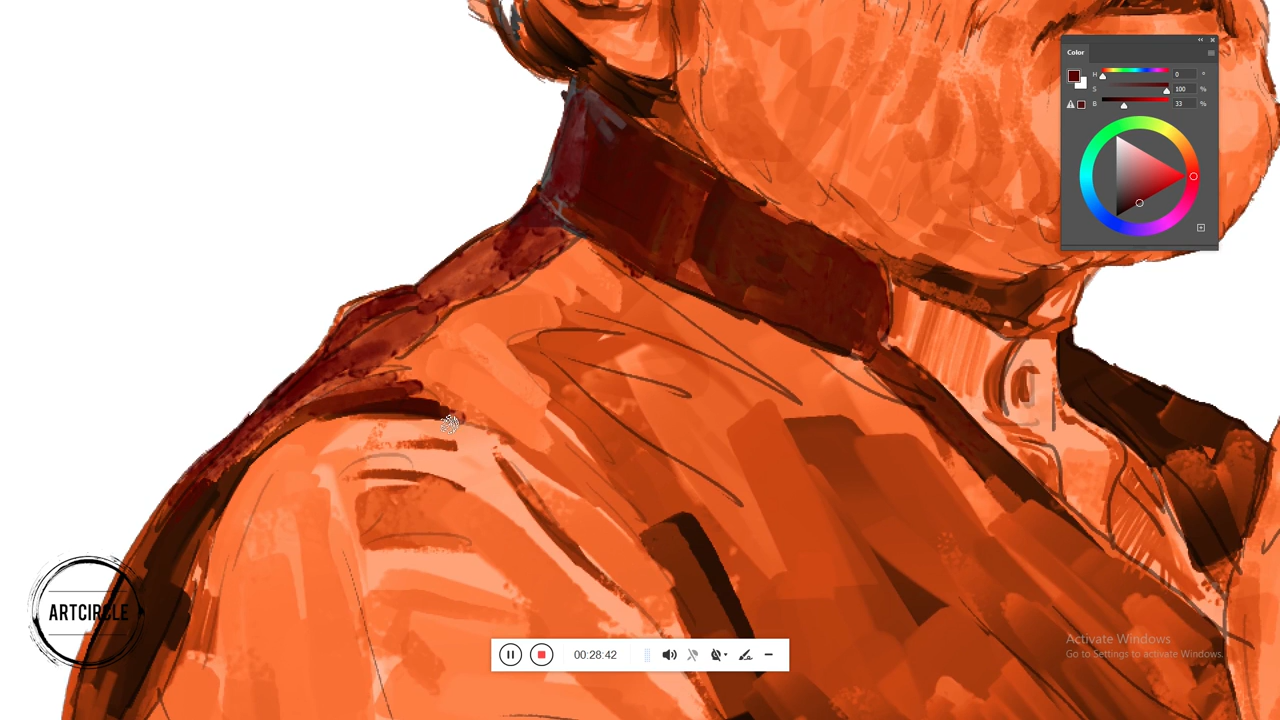 Color
H 0 °
S 100 %
B 33 %
ARTCIRCLE
00:28:42
Activate Windows
Go to Settings to activate Windows.